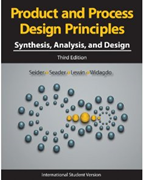 Product and Process
Design Principles
Synthesis, Analysis, and Design
Third Edition
Seider Seader Lewin Widagdo
International Student Version